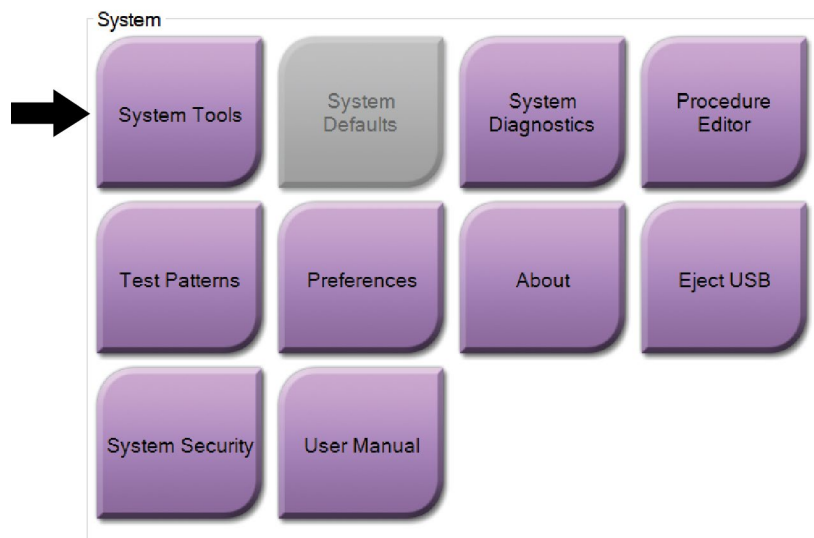 System
System Tools
System
Defaults
System
Diagnostics
Procedure
Editor
Test Patterns
Preferences
About
Eject USB
System Security
User Manual